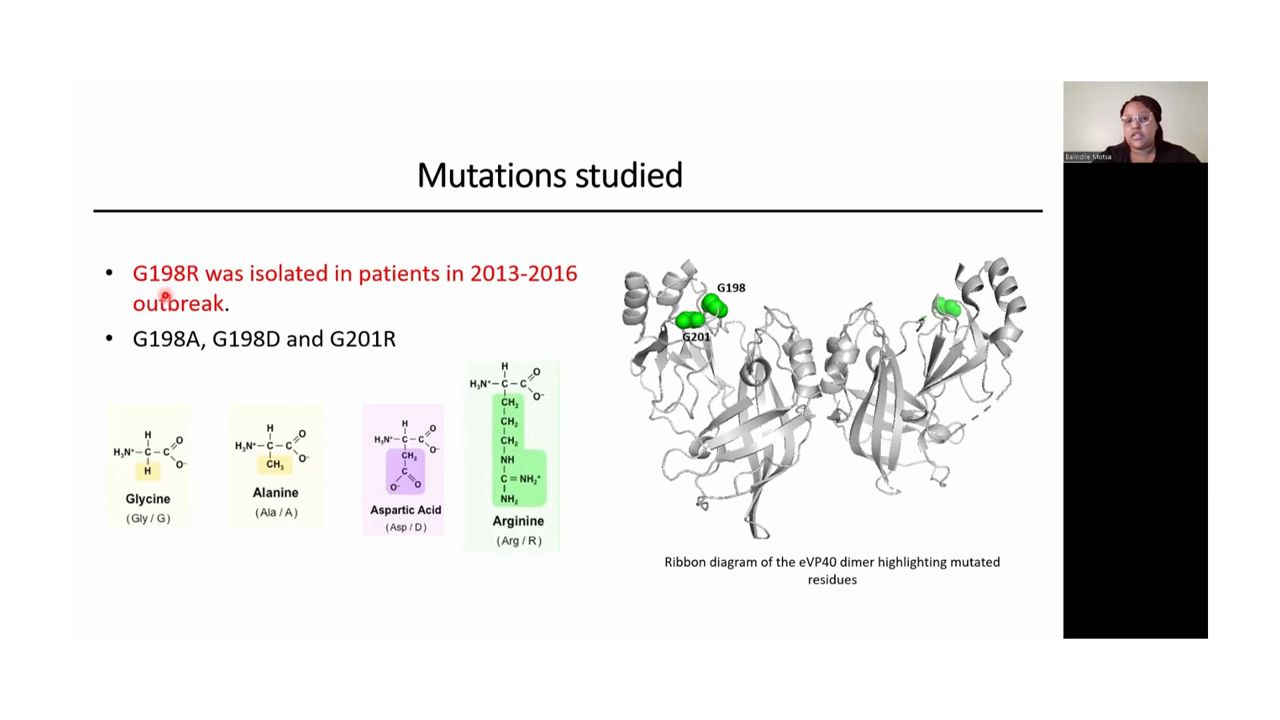 Mutations studied
• G198R was isolated in patients in 2013-2016
outbreak.
• G198A, G198D and G201R
H
H₃N⁺–C–C
O
O⁻
H
Glycine
(Gly / G)
H
H₃N⁺–C–C
O
O⁻
CH₃
Alanine
(Ala / A)
H
H₃N⁺–C–C
O
O⁻
CH₂
C
O⁻ O
Aspartic Acid
(Asp / D)
H
H₃N⁺–C–C
O
O⁻
CH₂
CH₂
CH₂
NH
C=NH₂⁺
NH₂
Arginine
(Arg / R)
G198
G201
Ribbon diagram of the eVP40 dimer highlighting mutated
residues
Balindile Motsa